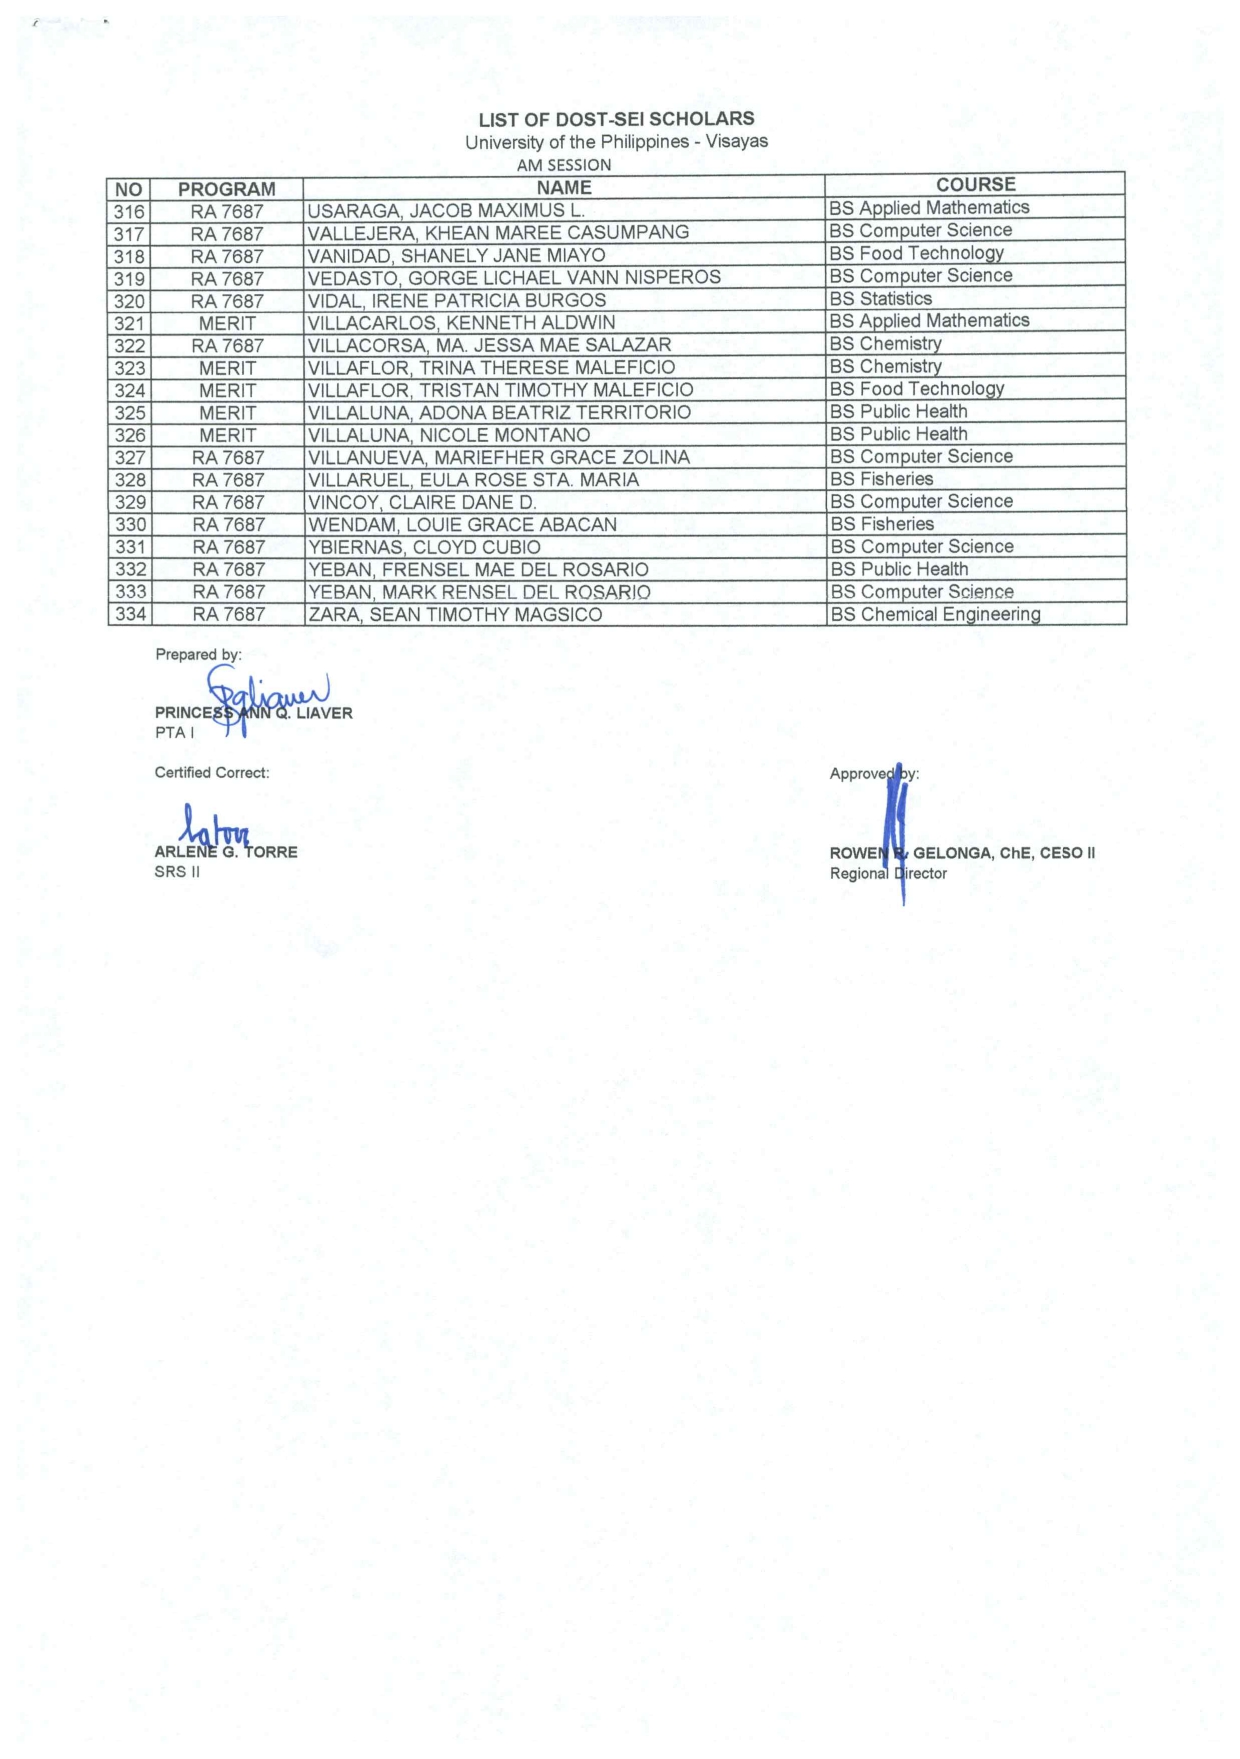 LIST OF DOST-SEI SCHOLARS
University of the Philippines - Visayas
AM SESSION
NO PROGRAM NAME COURSE
316 RA 7687 USARAGA, JACOB MAXIMUS L. BS Applied Mathematics
317 RA 7687 VALLEJERA, KHEAN MAREE CASUMPANG BS Computer Science
318 RA 7687 VANIDAD, SHANELY JANE MIAYO BS Food Technology
319 RA 7687 VEDASTO, GORGE LICHAEL VANN NISPEROS BS Computer Science
320 RA 7687 VIDAL, IRENE PATRICIA BURGOS BS Statistics
321 MERIT VILLACARLOS, KENNETH ALDWIN BS Applied Mathematics
322 RA 7687 VILLACORSA, MA. JESSA MAE SALAZAR BS Chemistry
323 MERIT VILLAFLOR, TRINA THERESE MALEFICIO BS Chemistry
324 MERIT VILLAFLOR, TRISTAN TIMOTHY MALEFICIO BS Food Technology
325 MERIT VILLALUNA, ADONA BEATRIZ TERRITORIO BS Public Health
326 MERIT VILLALUNA, NICOLE MONTANO BS Public Health
327 RA 7687 VILLANUEVA, MARIEFHER GRACE ZOLINA BS Computer Science
328 RA 7687 VILLARUEL, EULA ROSE STA. MARIA BS Fisheries
329 RA 7687 VINCOY, CLAIRE DANE D. BS Computer Science
330 RA 7687 WENDAM, LOUIE GRACE ABACAN BS Fisheries
331 RA 7687 YBIERNAS, CLOYD CUBIO BS Computer Science
332 RA 7687 YEBAN, FRENSEL MAE DEL ROSARIO BS Public Health
333 RA 7687 YEBAN, MARK RENSEL DEL ROSARIO BS Computer Science
334 RA 7687 ZARA, SEAN TIMOTHY MAGSICO BS Chemical Engineering
Prepared by:
PRINCESS ANN Q. LIAVER
PTA I
Certified Correct: Approved by:
ARLENE G. TORRE ROWEN R. GELONGA, ChE, CESO II
SRS II Regional Director